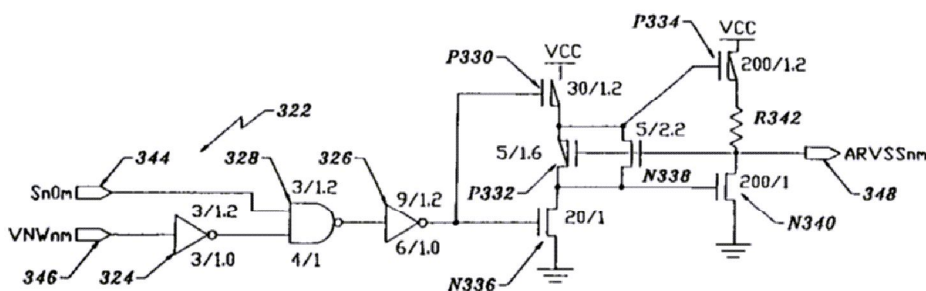 P334
VCC
P330
VCC
200/1.2
30/1.2
322
R342
344
328
326
5/2.2
5/1.6
ARVSSnm
SnOm
3/1.2
P332
N338
200/1
348
3/1.2
9/1.2
VNWnm
20/1
N340
346
324
3/1.0
4/1
6/1.0
N336